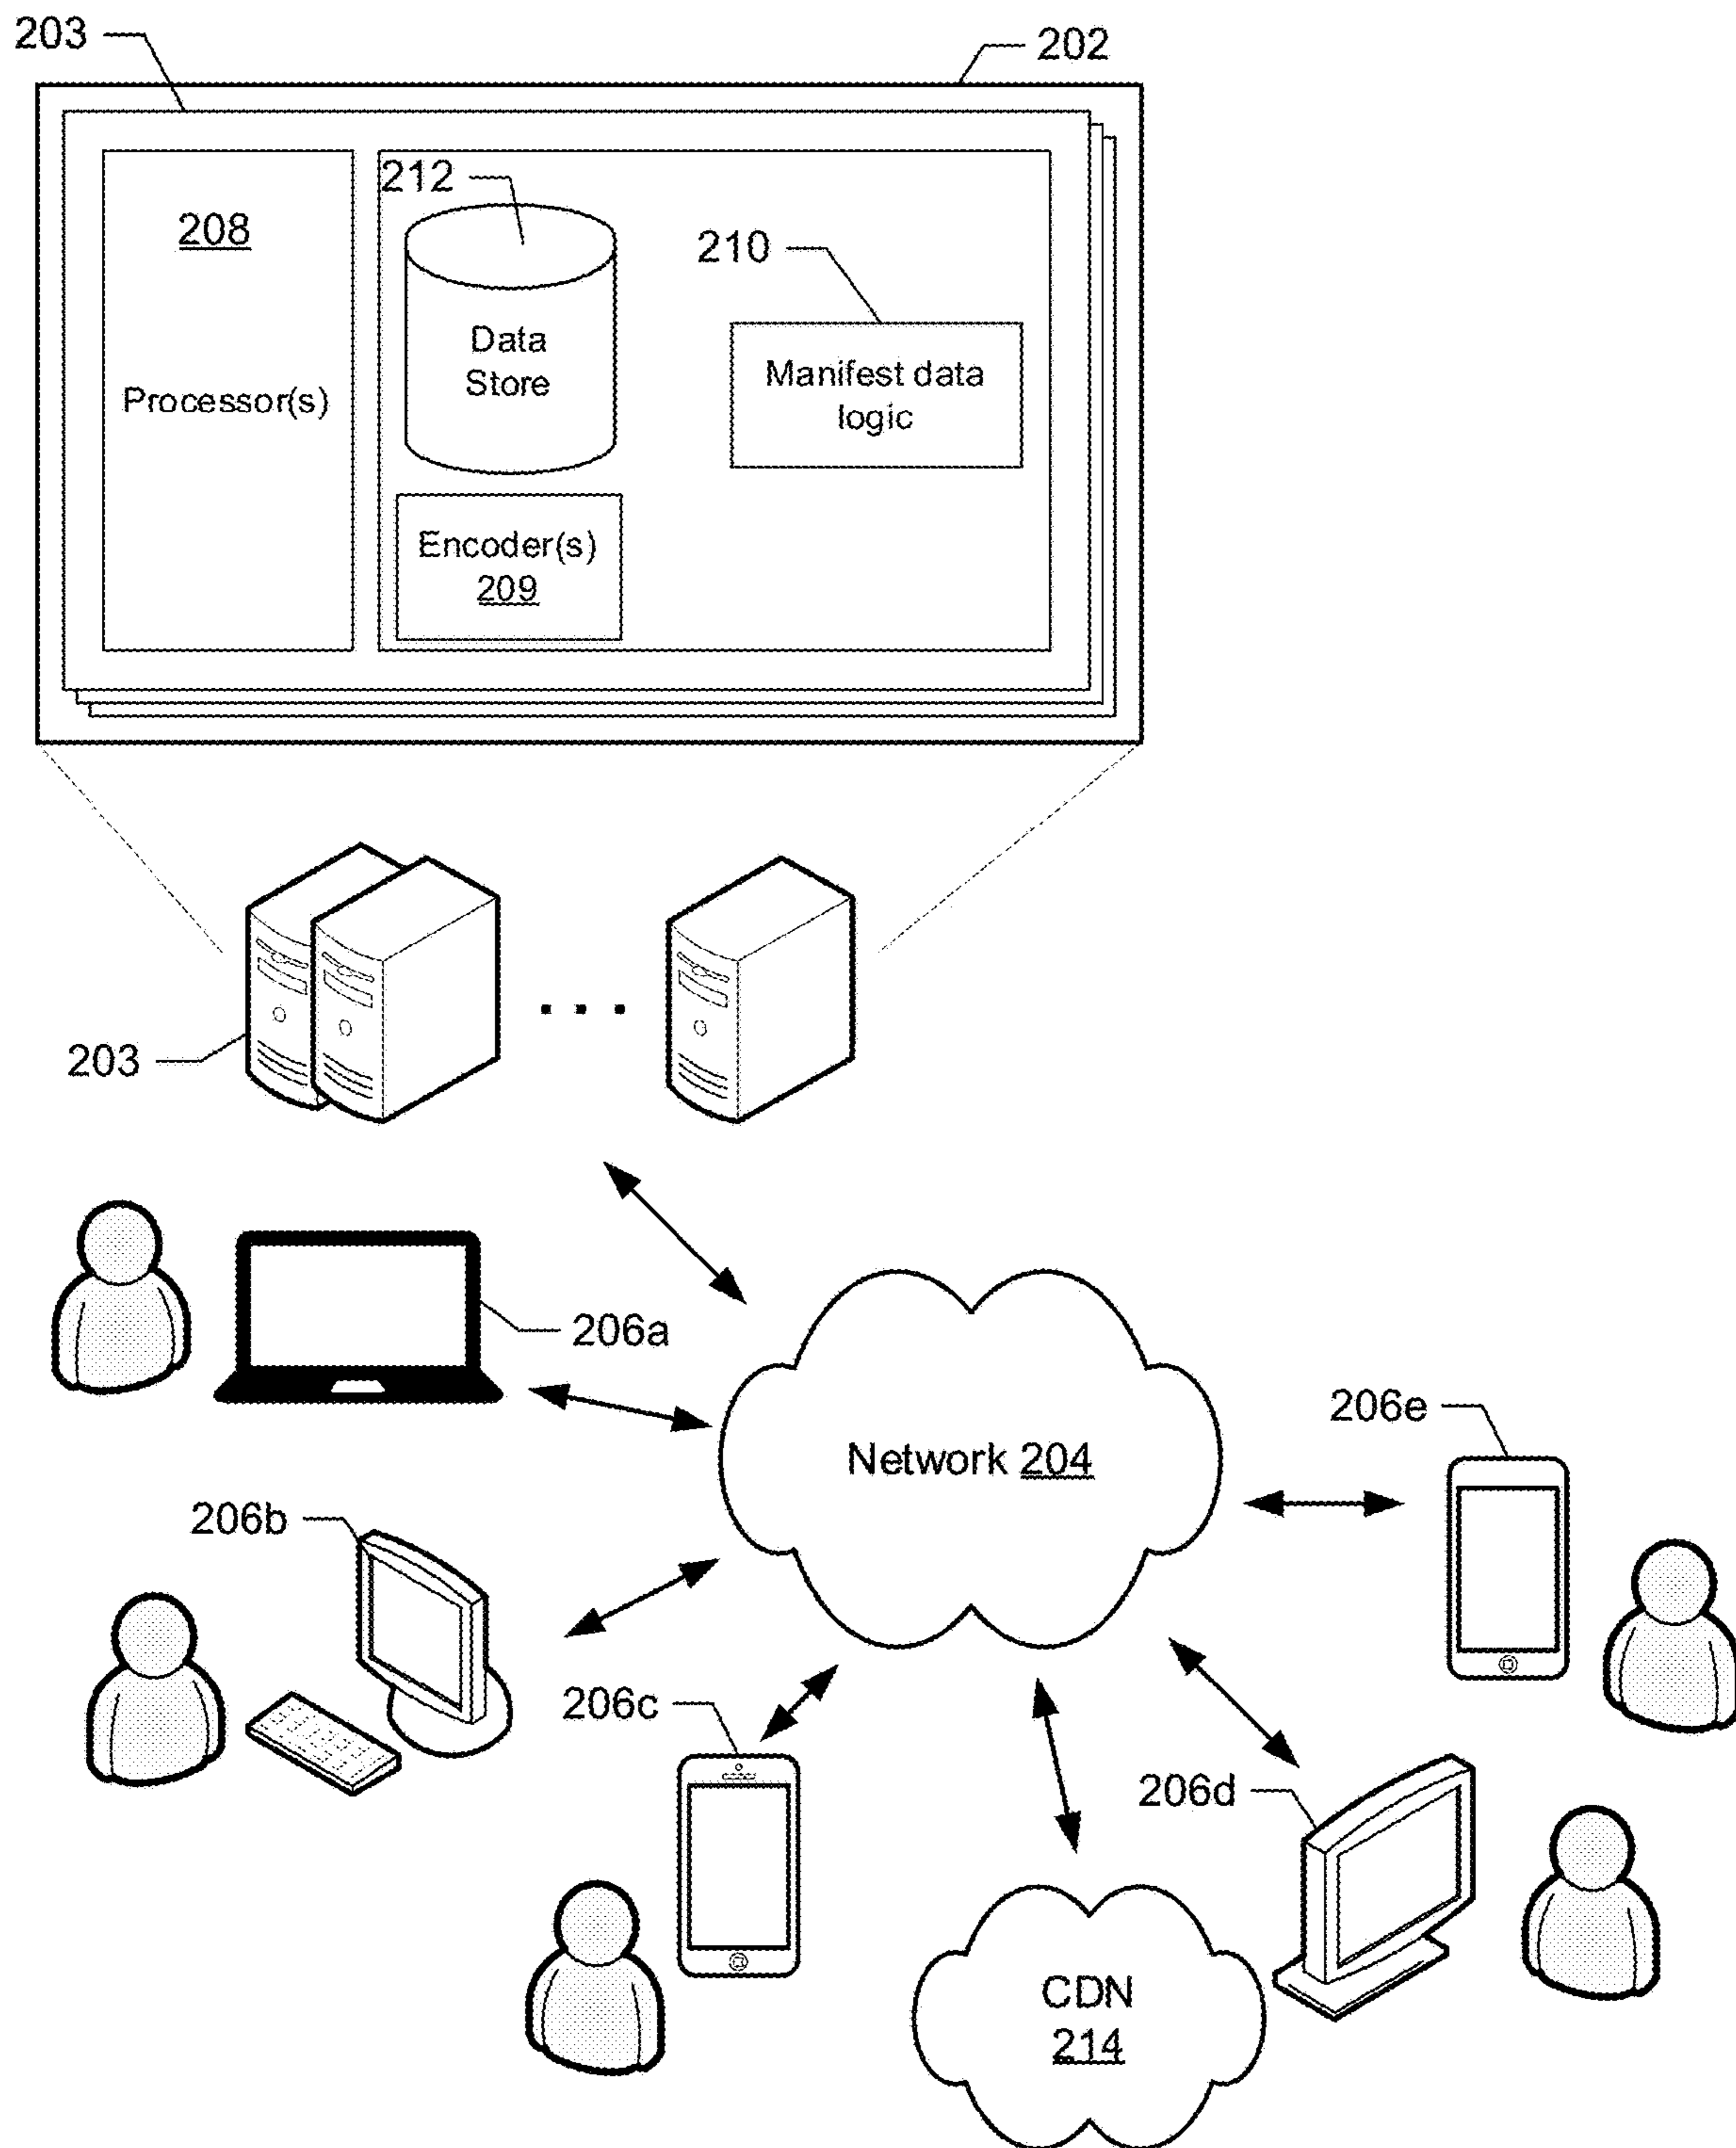 203
202
212
208
210
Data
Store
Manifest data
logic
Processor(s)
Encoder(s)
209
203
206a
206e
Network 204
206b
206c
206d
CDN
214